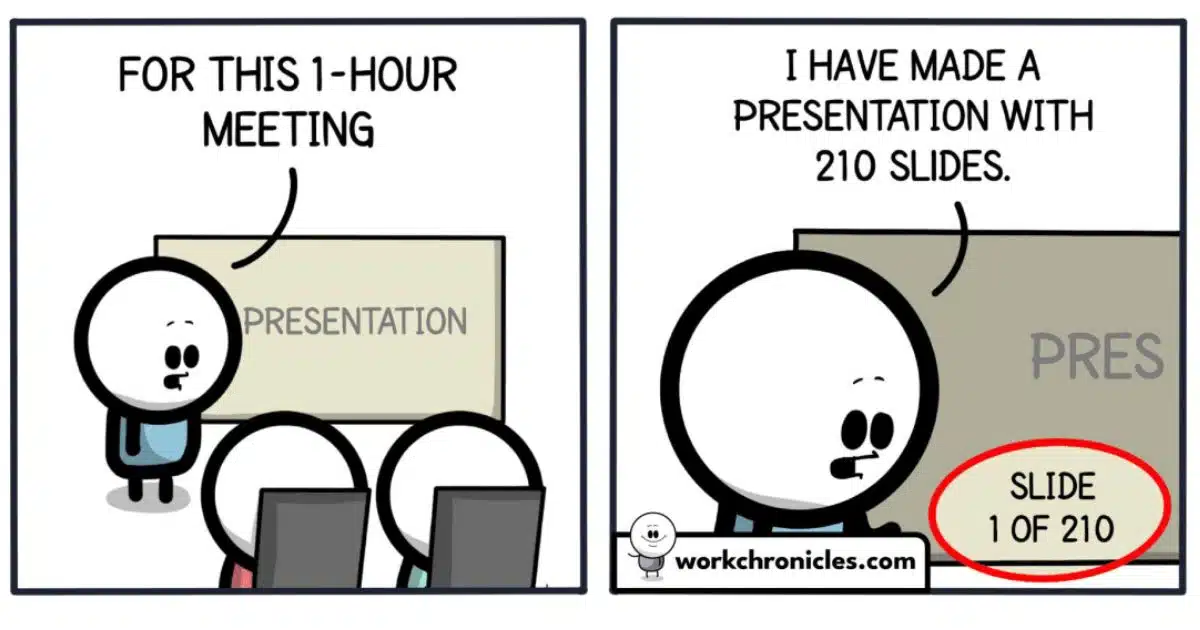 FOR THIS 1-HOUR
MEETING
PRESENTATION
I HAVE MADE A
PRESENTATION WITH
210 SLIDES.
PRES
SLIDE
1 OF 210
workchronicles.com